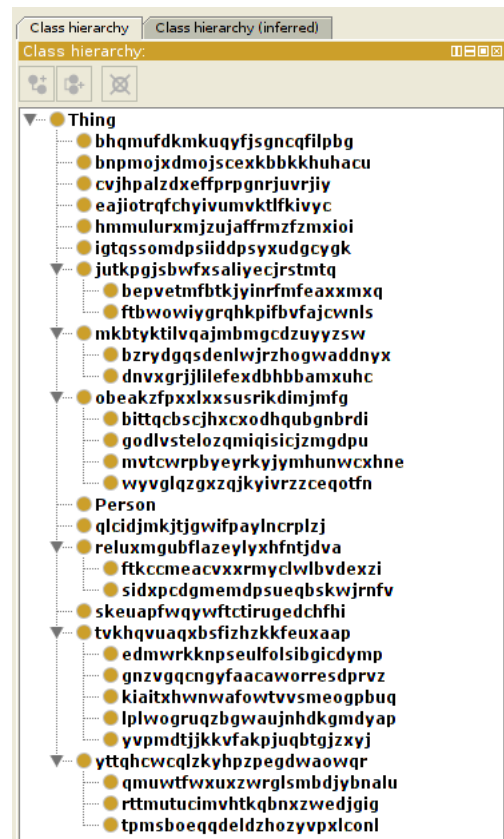 Class hierarchy Class hierarchy (inferred)
Class hierarchy:
Thing
bhqmufdkmkuqyfjsgncqfilpbg
bnpmojxdmojscexkbbkkhuhacu
cvjhpalzdxeffprpgnrjuvrjiy
eajiotrqfchyivumvktlfkivyc
hmmulurxmjzujaffrmzfzmxioi
igtqssomdpsiiddpsyxudgcygk
jutkpgjsbwfxsaliyecjrstmtq
bepvetmfbtkjyinrfmfeaxxmxq
ftbwowiygrqhkpifbvfajcwnls
mkbtyktilvqajmbmgcdzuyyzsw
bzrydgqsdenlwjrzhogwaddnyx
dnvxgrjjlilefexdbhbbamxuhc
obeakzfpxxlxxsusrikdimjmfg
bittqcbscjhxcxodhqubgnbrdi
godlvstelozqmiqisicjzmgdpu
mvtcwrpbyeyrkyjymhunwcxhne
wyvglqzgxzqjkyivrzzceqotfn
Person
qlcidjmkjtjgwifpaylncrplzj
reluxmgubflazeylyxhfntjdva
ftkccmeacvxxrmyclwlbvdexzi
sidxpcdgmemdpsueqbskwjrnfv
skeuapfwqywftctirugedchfhi
tvkhqvuaqxbsfizhzkkfeuxaap
edmwrkknpseulfolsibgicdymp
gnzvgqcngyfaacaworresdprvz
kiaitxhwnwafowtvvsmeogpbuq
lplwogruqzbgwaujnhdkgmdyap
yvpmdtjjkkvfakpjuqbtgjzxyj
yttqhcwcqlzkyhpzpegdwaowqr
qmuwtfwxuxzwrglsmbdjybnalu
rttmutucimvhtkqbnxzwedjgig
tpmsboeqqdeldzhozyvpxlconl